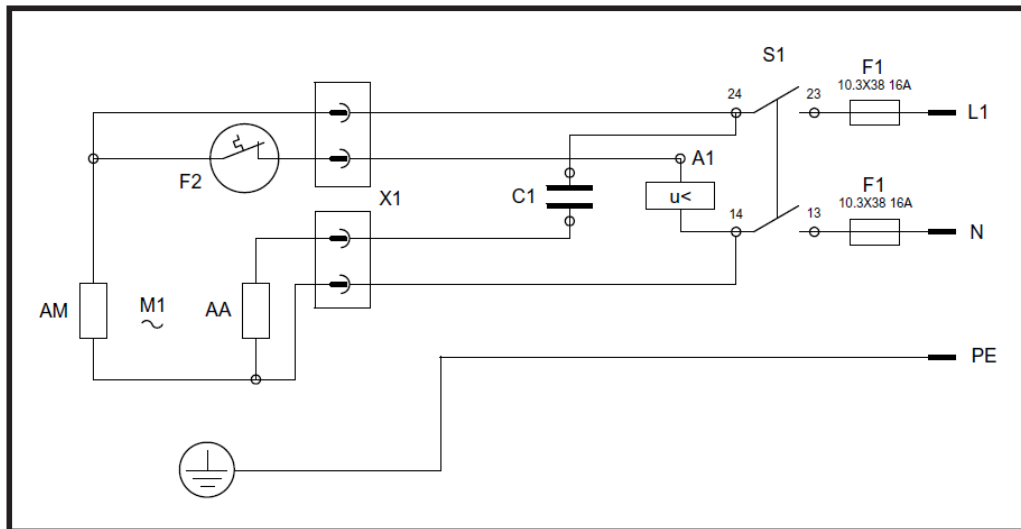 S1
F1
10.3X38 16A
24
23
L1
A1
F2
X1
C1
u<
F1
10.3X38 16A
14
13
N
AM
M1
AA
PE